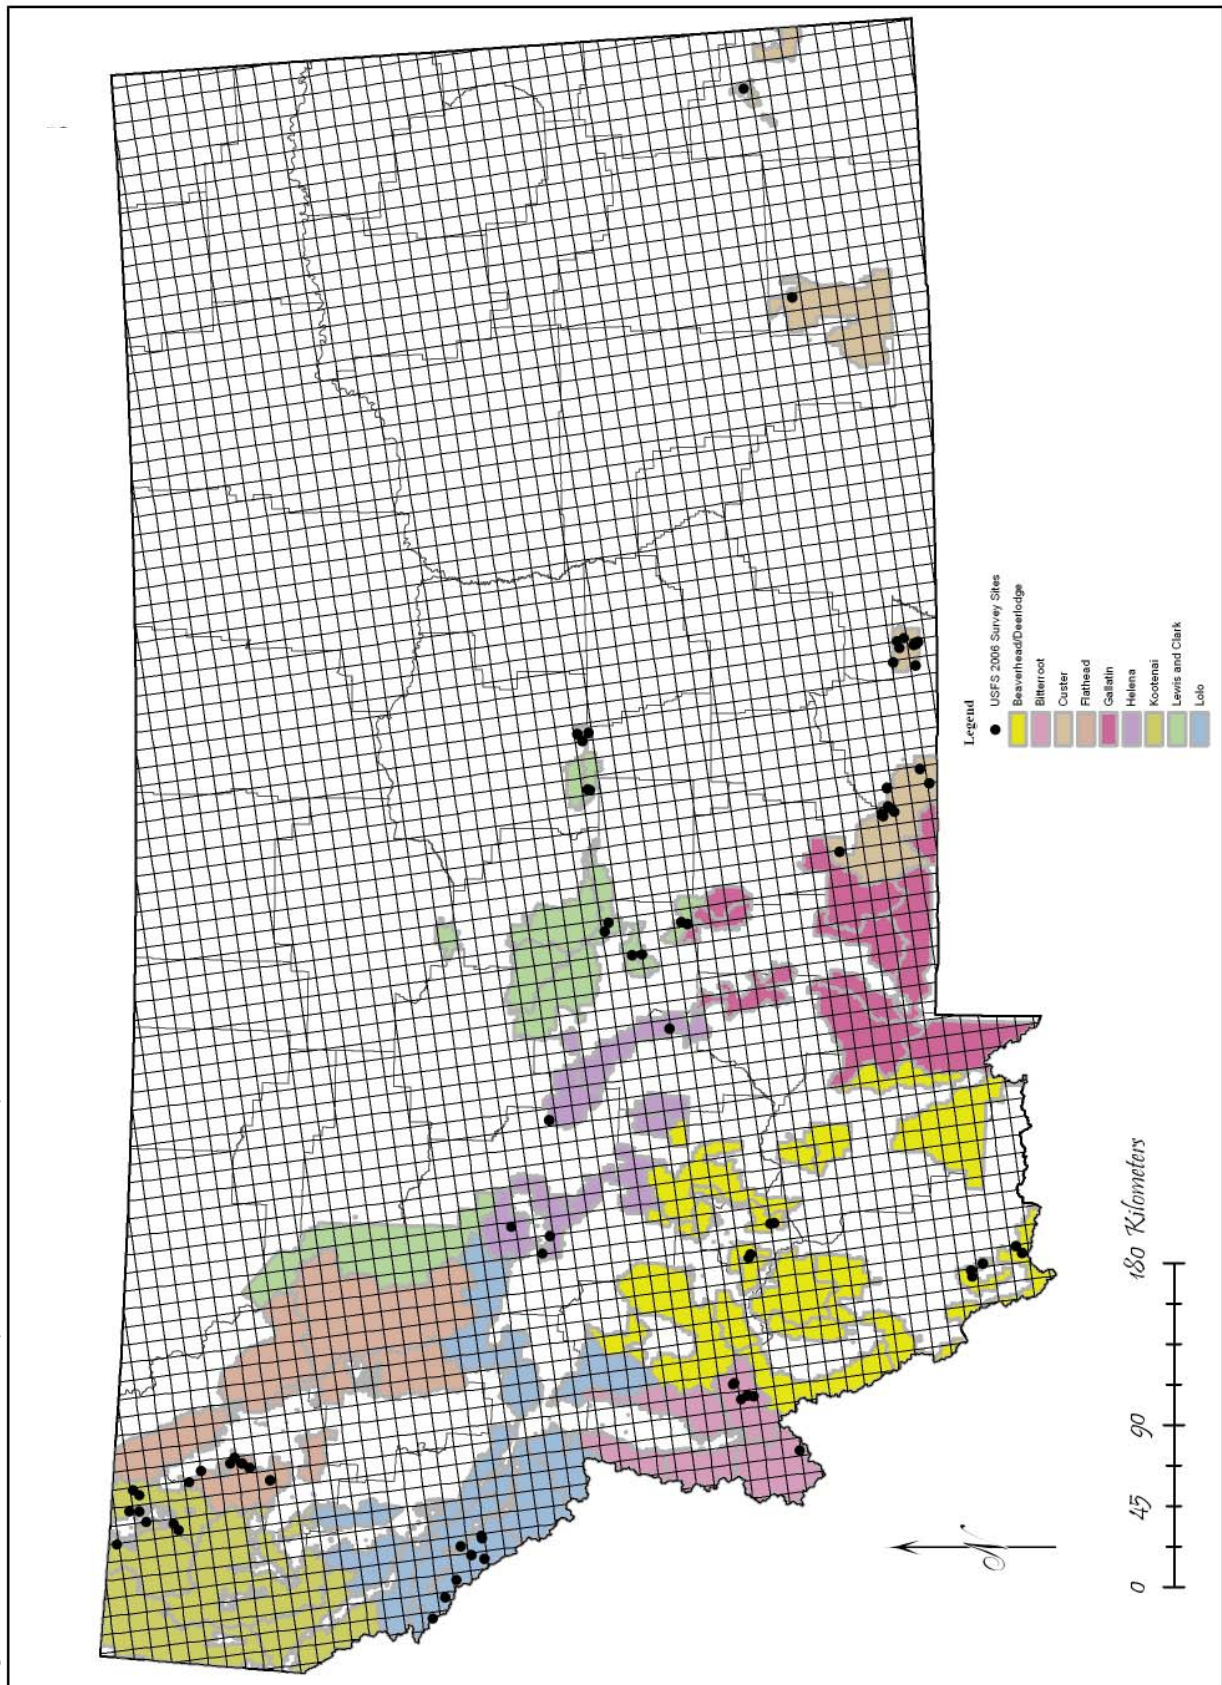 Legend
USFS 2006 Survey Sites
Beaverhead/Deerlodge
Bitterroot
Custer
Flathead
Gallatin
Helena
Kootenai
Lewis and Clark
Lolo
N
0 45 90 180 Kilometers